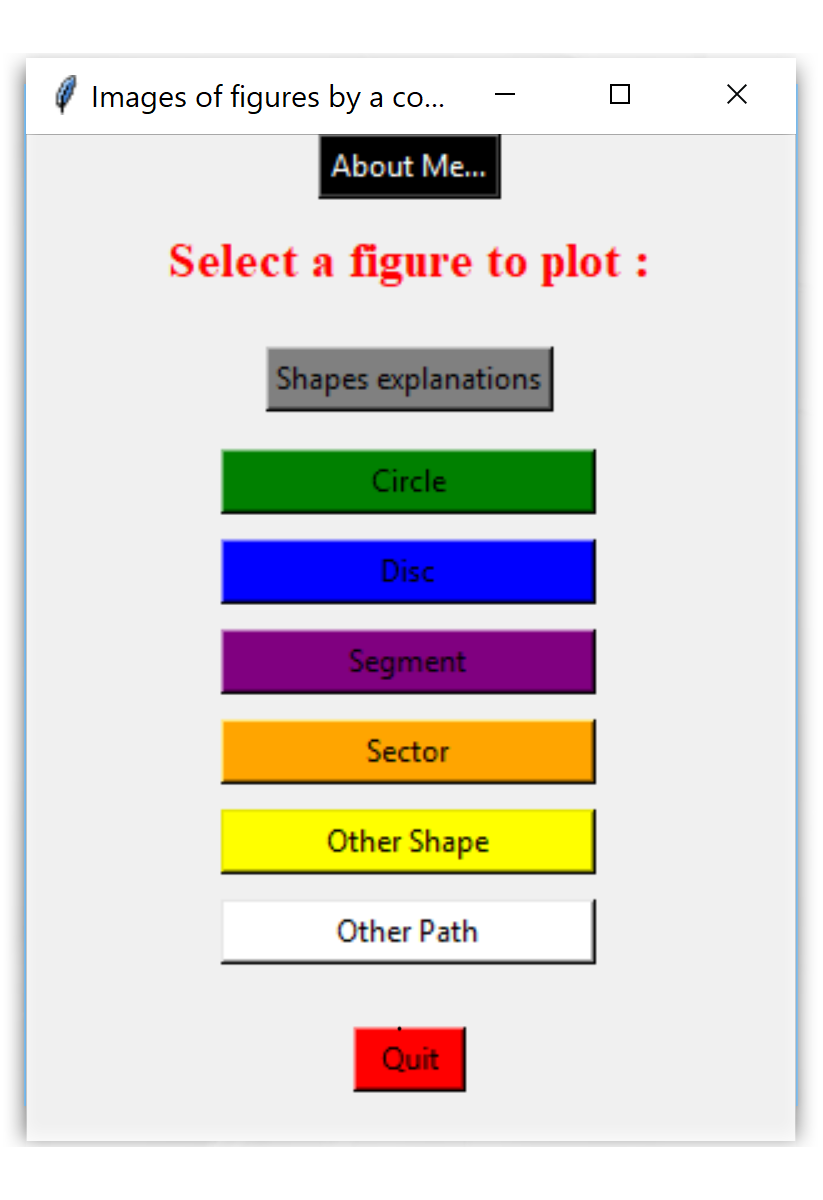 Images of figures by a co...
About Me...
Select a figure to plot :
Shapes explanations
Circle
Disc
Segment
Sector
Other Shape
Other Path
Quit